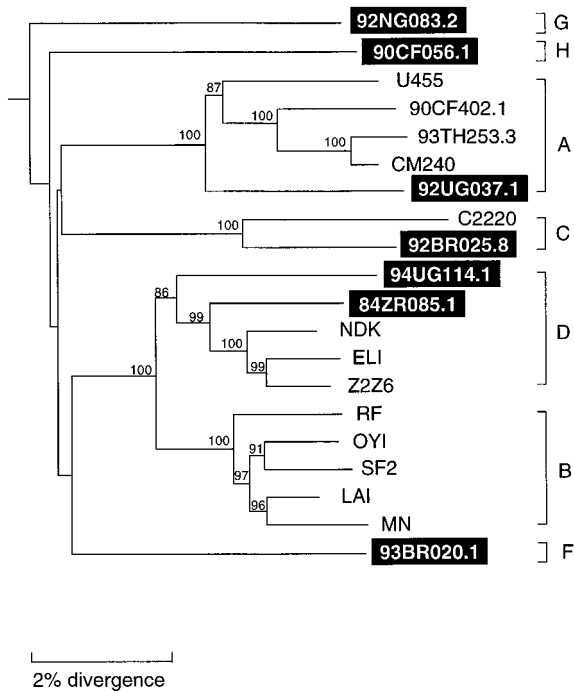 92NG083.2 G
90CF056.1 H
U455
87
90CF402.1
100
93TH253.3
100
100
A
CM240
92UG037.1
C2220
100
C
92BR025.8
94UG114.1
86
84ZR085.1
99
NDK
D
100
ELI
99
100
Z2Z6
RF
OYI
100
91
SF2
B
97
LAI
96
MN
93BR020.1 F
2% divergence